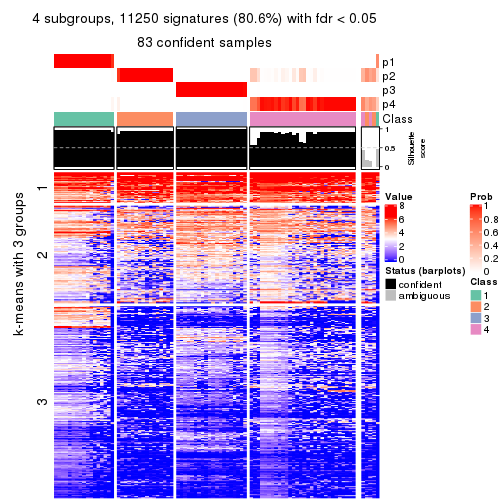 4 subgroups, 11250 signatures (80.6%) with fdr < 0.05
83 confident samples
p1
p2
p3
p4
Class
1
0.5
0
Silhouette
score
k-means with 3 groups
1
2
3
Value
8
6
4
2
0
Prob
1
0.8
0.6
0.4
0.2
0
Status (barplots)
confident
ambiguous
Class
1
2
3
4